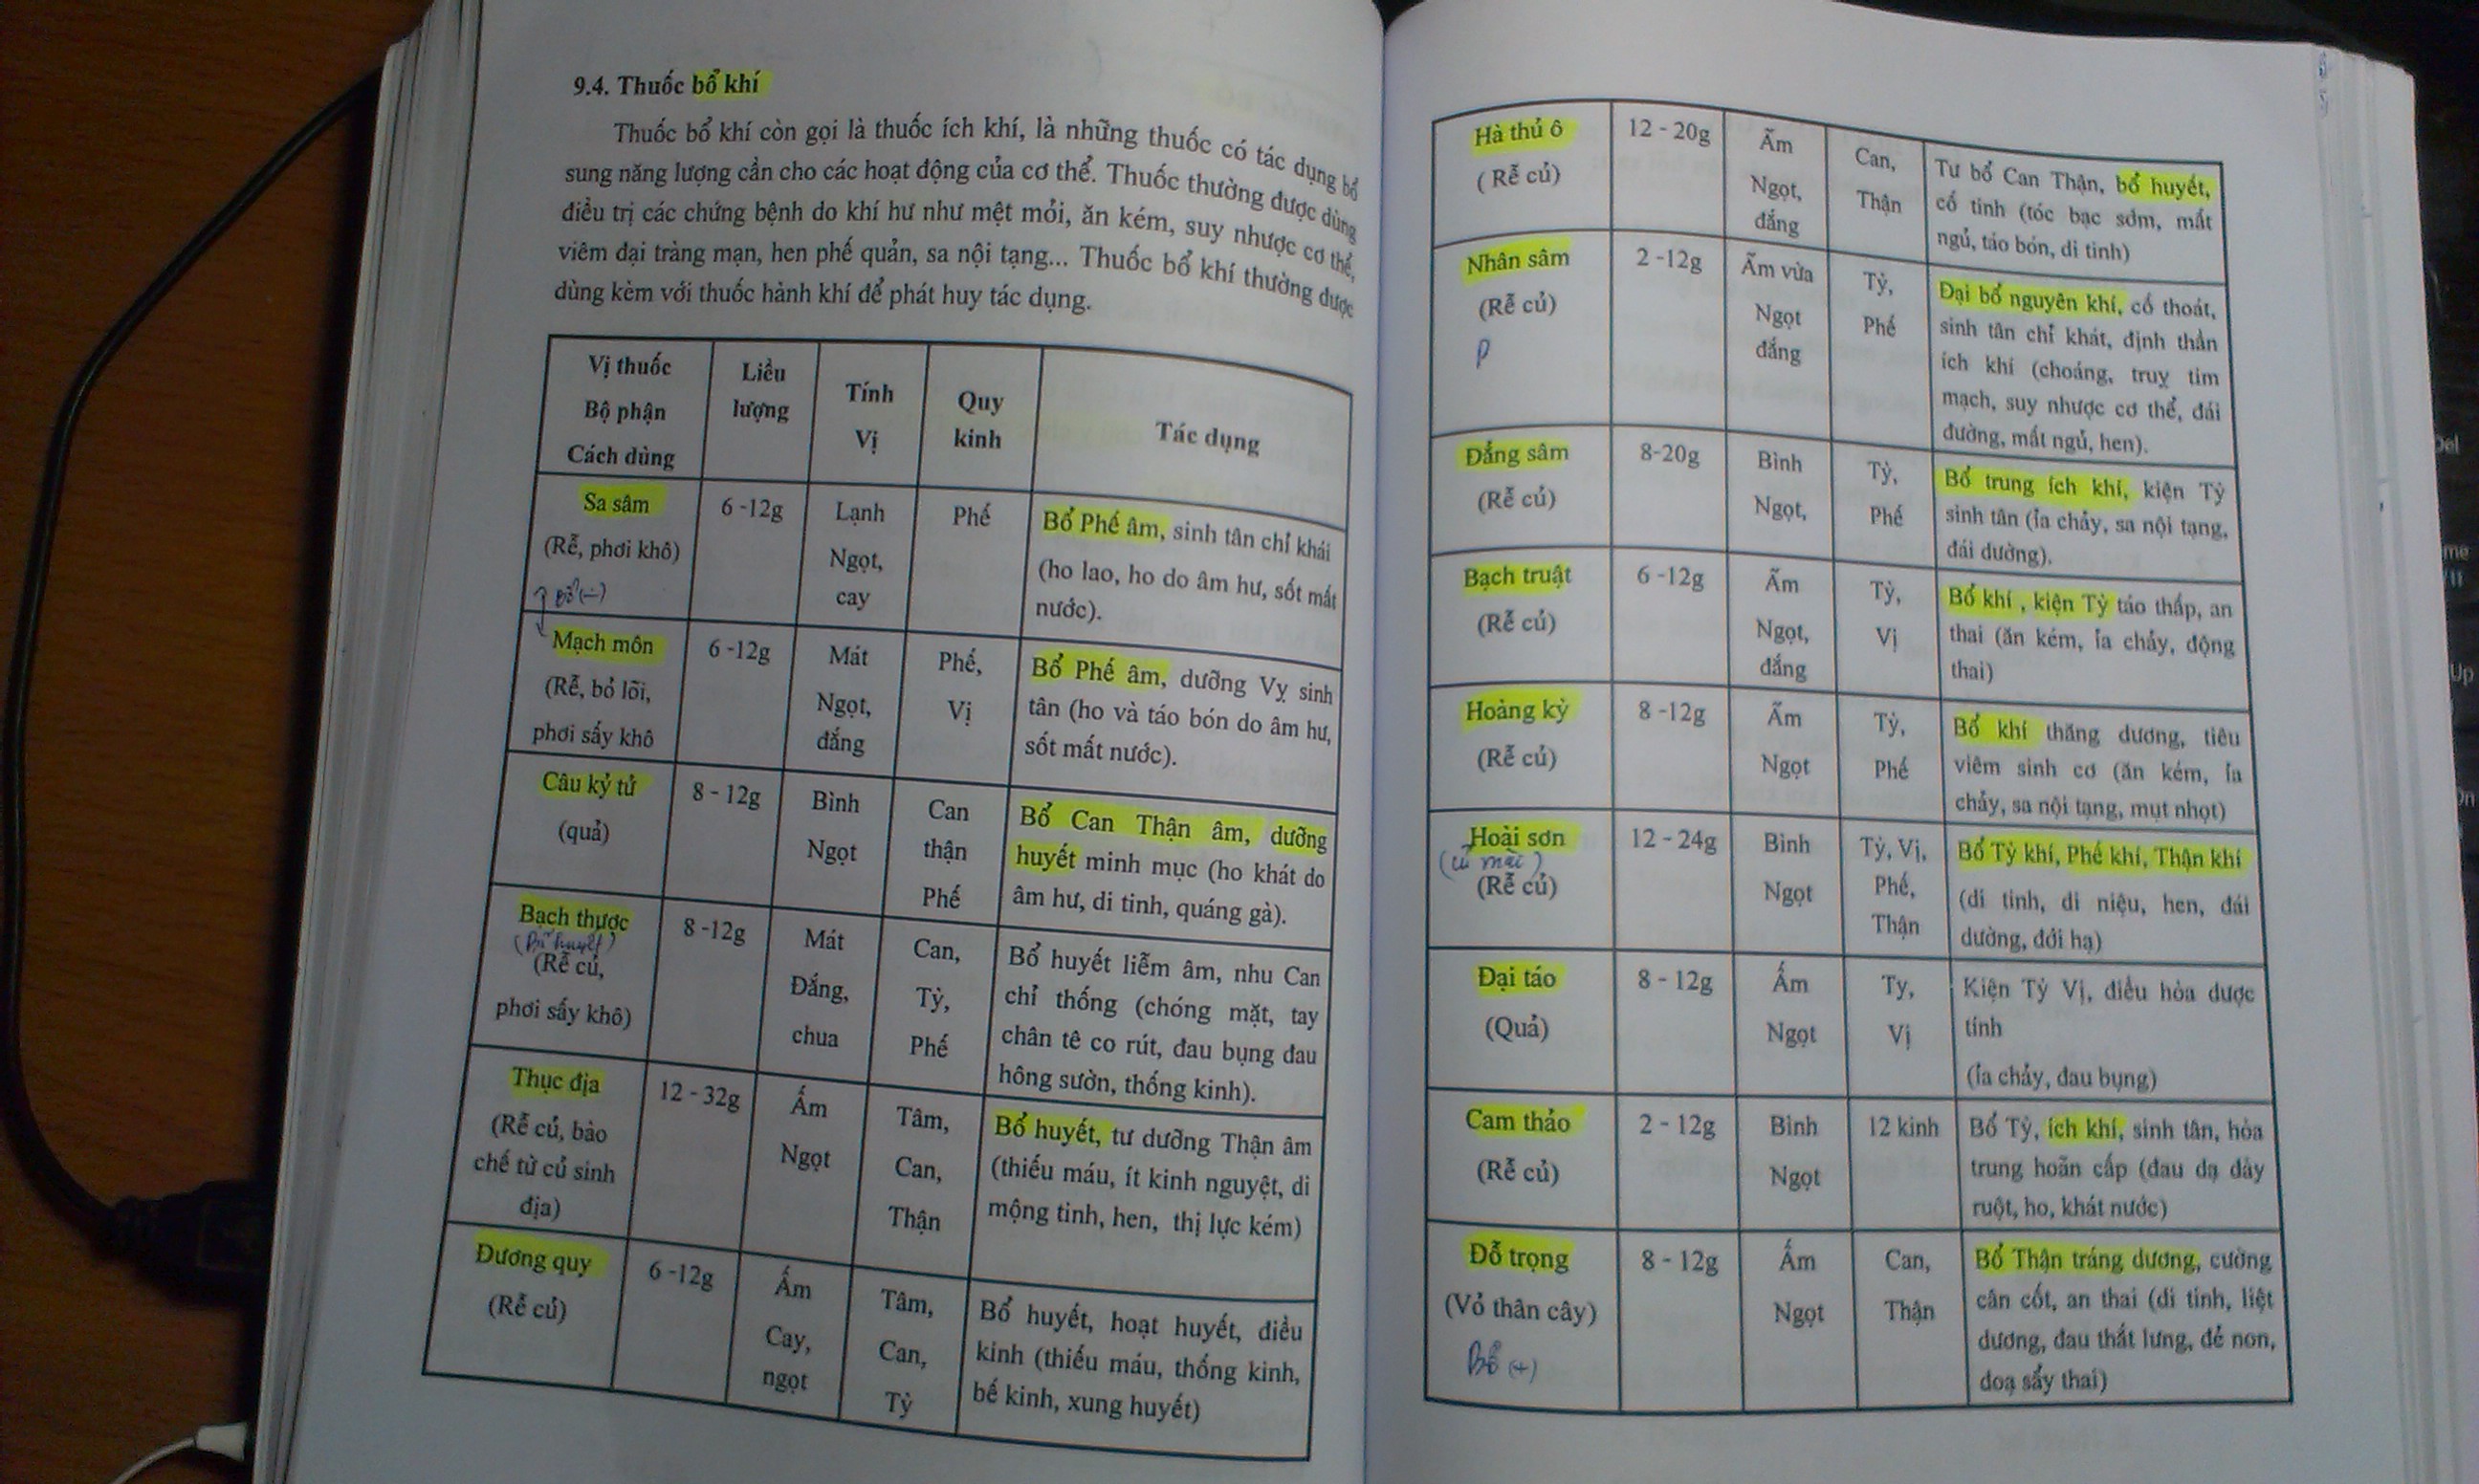 9.4. Thuốc bổ khí
Thuốc bổ khí còn gọi là thuốc ích khí, là những thuốc có tác dụng bổ
sung năng lượng cần cho các hoạt động của cơ thể. Thuốc thường được dùng
điều trị các chứng bệnh do khí hư như mệt mỏi, ăn kém, suy nhược cơ thể,
viêm đại tràng mạn, hen phế quản, sa nội tạng... Thuốc bổ khí thường được
dùng kèm với thuốc hành khí để phát huy tác dụng.
Vị thuốc
Bộ phận
Cách dùng
Liều
lượng
Tính
Vị
Quy
kinh
Tác dụng
Sa sâm
(Rễ, phơi khô)
Bổ (-)
6 -12g
Lạnh
Ngọt,
cay
Phế
Bổ Phế âm, sinh tân chỉ khái
(ho lao, ho do âm hư, sốt mất
nước).
Mạch môn
(Rễ, bỏ lõi,
phơi sấy khô
6 -12g
Mát
Ngọt,
đắng
Phế,
Vị
Bổ Phế âm, dưỡng Vỵ sinh
tân (ho và táo bón do âm hư,
sốt mất nước).
Câu kỷ tử
(quả)
8 - 12g
Bình
Ngọt
Can
thận
Phế
Bổ Can Thận âm, dưỡng
huyết minh mục (ho khát do
âm hư, di tinh, quáng gà).
Bạch thược
(Bổ huyết)
(Rễ củ,
phơi sấy khô)
8 -12g
Mát
Đắng,
chua
Can,
Tỳ,
Phế
Bổ huyết liễm âm, nhu Can
chỉ thống (chóng mặt, tay
chân tê co rút, đau bụng đau
hông sườn, thống kinh).
Thục địa
(Rễ củ, bào
chế từ củ sinh
địa)
12 - 32g
Ấm
Ngọt
Tâm,
Can,
Thận
Bổ huyết, tư dưỡng Thận âm
(thiếu máu, ít kinh nguyệt, di
mộng tinh, hen, thị lực kém)
Đương quy
(Rễ củ)
6 -12g
Ấm
Cay,
ngọt
Tâm,
Can,
Tỳ
Bổ huyết, hoạt huyết, điều
kinh (thiếu máu, thống kinh,
bế kinh, xung huyết)
Hà thủ ô
( Rễ củ)
12 - 20g
Ấm
Ngọt,
đắng
Can,
Thận
Tư bổ Can Thận, bổ huyết,
cố tinh (tóc bạc sớm, mất
ngủ, táo bón, di tinh)
Nhân sâm
(Rễ củ)
2 -12g
Ấm vừa
Ngọt
đắng
Tỳ,
Phế
Đại bổ nguyên khí, cố thoát,
sinh tân chỉ khát, định thần
ích khí (choáng, truỵ tim
mạch, suy nhược cơ thể, đái
đường, mất ngủ, hen).
Đẳng sâm
(Rễ củ)
8-20g
Bình
Ngọt,
Tỳ,
Phế
Bổ trung ích khí, kiện Tỳ
sinh tân (ỉa chảy, sa nội tạng,
đái đường).
Bạch truật
(Rễ củ)
6 -12g
Ấm
Ngọt,
đắng
Tỳ,
Vị
Bổ khí , kiện Tỳ táo thấp, an
thai (ăn kém, ỉa chảy, động
thai)
Hoàng kỳ
(Rễ củ)
8 -12g
Ấm
Ngọt
Tỳ,
Phế
Bổ khí thăng dương, tiêu
viêm sinh cơ (ăn kém, ỉa
chảy, sa nội tạng, mụt nhọt)
Hoài sơn
(củ mài)
(Rễ củ)
12 - 24g
Bình
Ngọt
Tỳ, Vị,
Phế,
Thận
Bổ Tỳ khí, Phế khí, Thận khí
(di tinh, di niệu, hen, đái
đường, đới hạ)
Đại táo
(Quả)
8 - 12g
Ấm
Ngọt
Ty,
Vị
Kiện Tỳ Vị, điều hòa dược
tính
(ỉa chảy, đau bụng)
Cam thảo
(Rễ củ)
2 - 12g
Bình
Ngọt
12 kinh
Bổ Tỳ, ích khí, sinh tân, hòa
trung hoãn cấp (đau dạ dày
ruột, ho, khát nước)
Đỗ trọng
(Vỏ thân cây)
Bổ (+)
8 - 12g
Ấm
Ngọt
Can,
Thận
Bổ Thận tráng dương, cường
cân cốt, an thai (di tinh, liệt
dương, đau thắt lưng, đẻ non,
doạ sẩy thai)